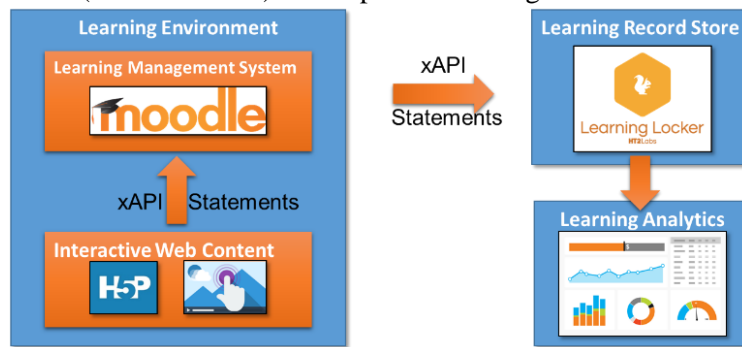 Learning Environment
Learning Management System
moodle
xAPI Statements
Interactive Web Content
H5P
xAPI
Statements
Learning Record Store
Learning Locker
HT2Labs
Learning Analytics